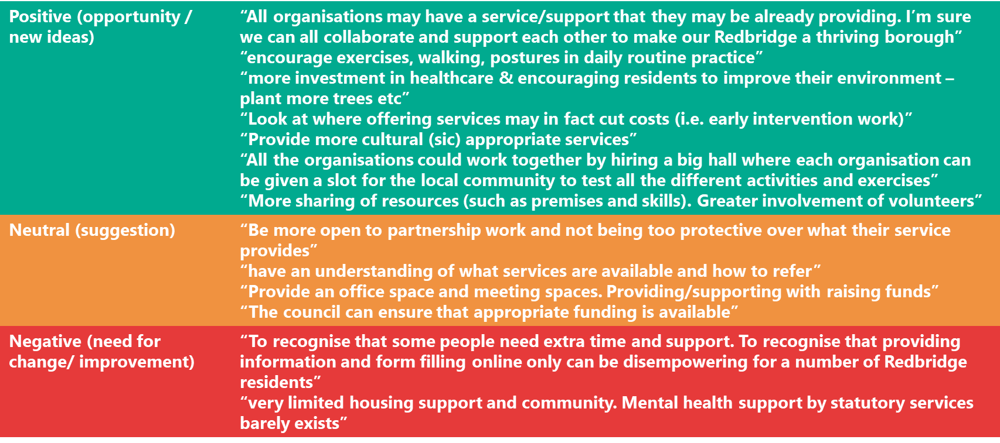 Positive (opportunity /
new ideas)
“All organisations may have a service/support that they may be already providing. I’m sure
we can all collaborate and support each other to make our Redbridge a thriving borough”
“encourage exercises, walking, postures in daily routine practice”
“more investment in healthcare & encouraging residents to improve their environment –
plant more trees etc”
“Look at where offering services may in fact cut costs (i.e. early intervention work)”
“Provide more cultural (sic) appropriate services”
“All the organisations could work together by hiring a big hall where each organisation can
be given a slot for the local community to test all the different activities and exercises”
“More sharing of resources (such as premises and skills). Greater involvement of volunteers”
Neutral (suggestion)
“Be more open to partnership work and not being too protective over what their service
provides”
“have an understanding of what services are available and how to refer”
“Provide an office space and meeting spaces. Providing/supporting with raising funds”
“The council can ensure that appropriate funding is available”
Negative (need for
change/ improvement)
“To recognise that some people need extra time and support. To recognise that providing
information and form filling online only can be disempowering for a number of Redbridge
residents”
“very limited housing support and community. Mental health support by statutory services
barely exists”